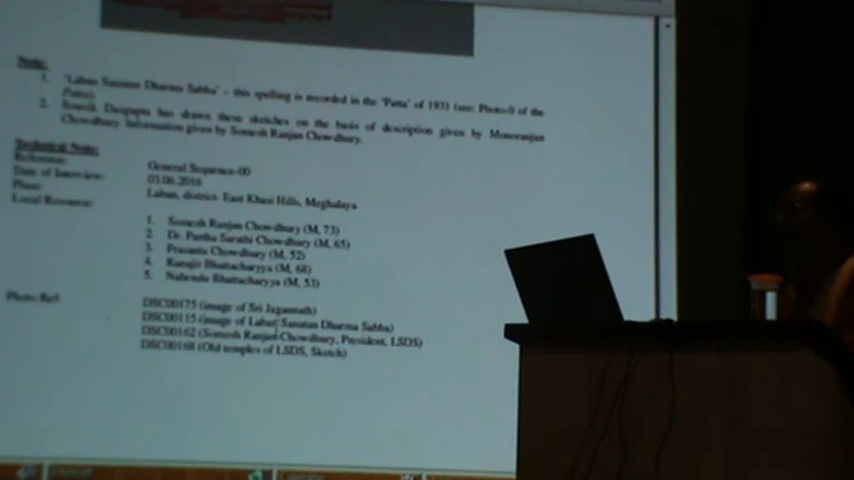 Note:
1. 'Laban Sanatan Dharma Sabha' – this spelling is recorded in the 'Patta' of 1931 (see: Photo-0 of the
Patta)
2. Dasgupta has drawn these sketches on the basis of description given by Monoranjan
Chowdhury. Information given by Somesh Ranjan Chowdhury.
Technical Note:
Reference: General Sequence-00
Date of Interview: 03.06.2016
Place: Laban, district- East Khasi Hills, Meghalaya
Local Resource:
1. Somesh Ranjan Chowdhury (M, 73)
2. Dr. Partha Sarathi Chowdhury (M, 65)
3. Prasanta Chowdhury (M, 52)
4. Ranajit Bhattacharyya (M, 68)
5. Nabendu Bhattacharyya (M, 53)
Photo Ref: DSC00175 (image of Sri Jagannath)
DSC00115 (image of Laban Sanatan Dharma Sabha)
DSC00162 (Somesh Ranjan Chowdhury, President, LSDS)
DSC00168 (Old temples of LSDS, Sketch)